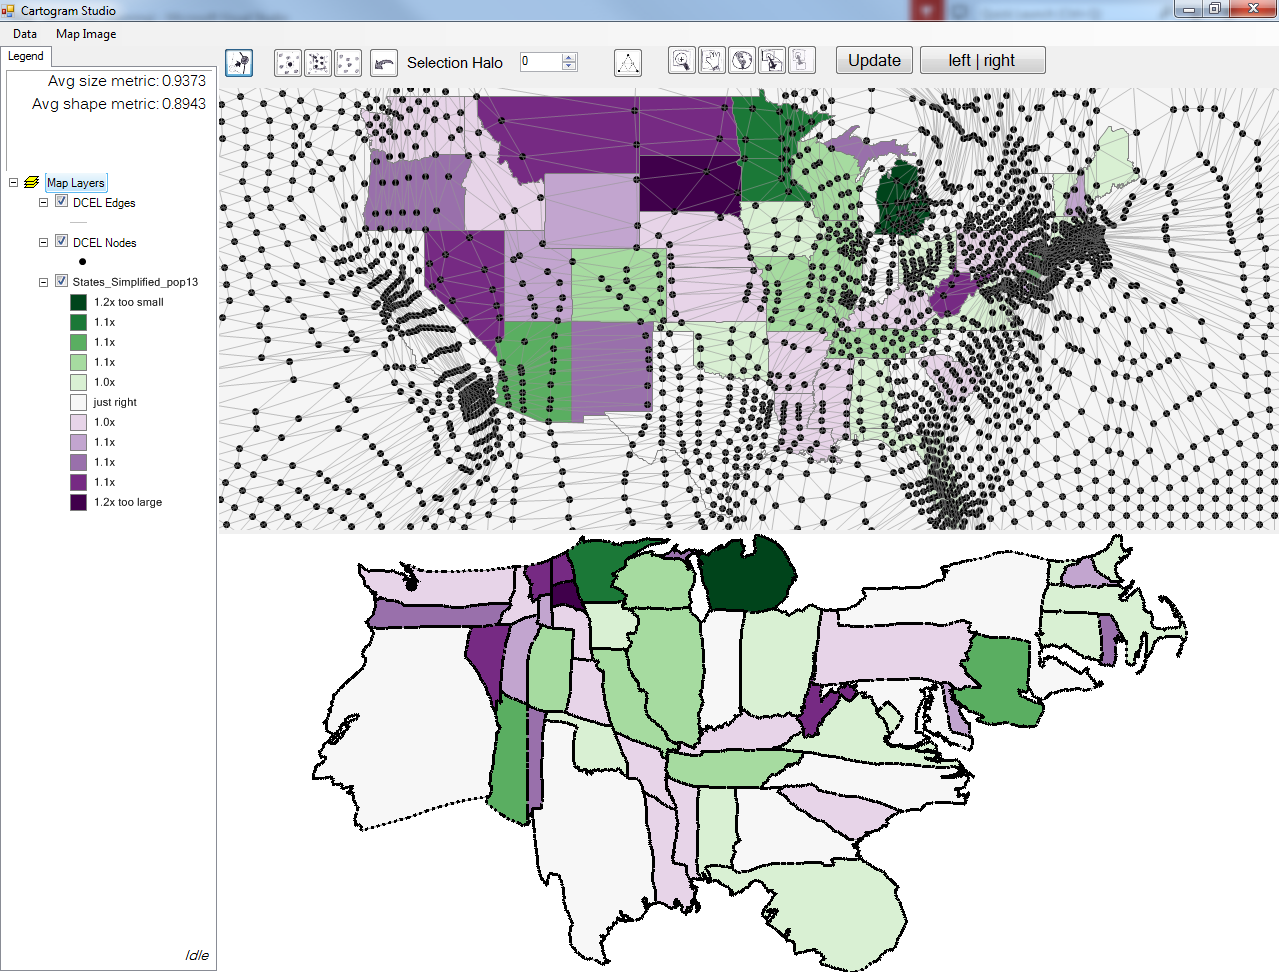 Cartogram Studio
Data Map Image
Legend
Selection Halo 0 Update left | right
Avg size metric: 0.9373
Avg shape metric: 0.8943
Map Layers
DCEL Edges
DCEL Nodes
States_Simplified_pop13
1.2x too small
1.1x
1.1x
1.1x
1.0x
just right
1.0x
1.1x
1.1x
1.1x
1.2x too large
Idle